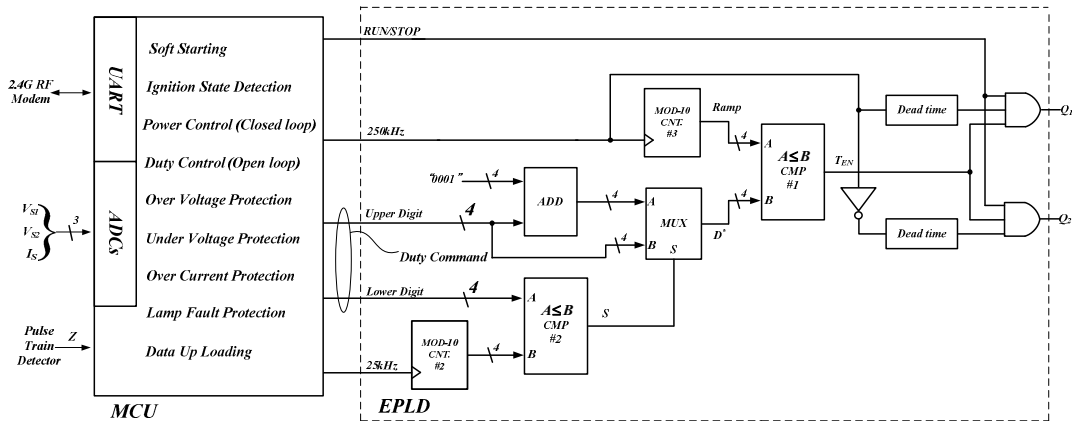 RUN/STOP
UART
2.4G RF
Modem
Soft Starting
Ignition State Detection
Power Control (Closed loop)
Duty Control (Open loop)
Over Voltage Protection
Under Voltage Protection
Over Current Protection
Lamp Fault Protection
Data Up Loading
ADCs
VS1
VS2
IS
3
Pulse
Train
Detector
Z
MCU
250kHz
MOD-10
CNT.
#3
Ramp
4
A
A≤B
CMP
#1
B
TEN
Dead time
Q1
Dead time
Q2
"0001"
4
ADD
4
A
MUX
B
S
4
D*
Upper Digit
4
4
Duty Command
Lower Digit
4
A
A≤B
CMP
#2
B
S
25kHz
MOD-10
CNT.
#2
4
EPLD